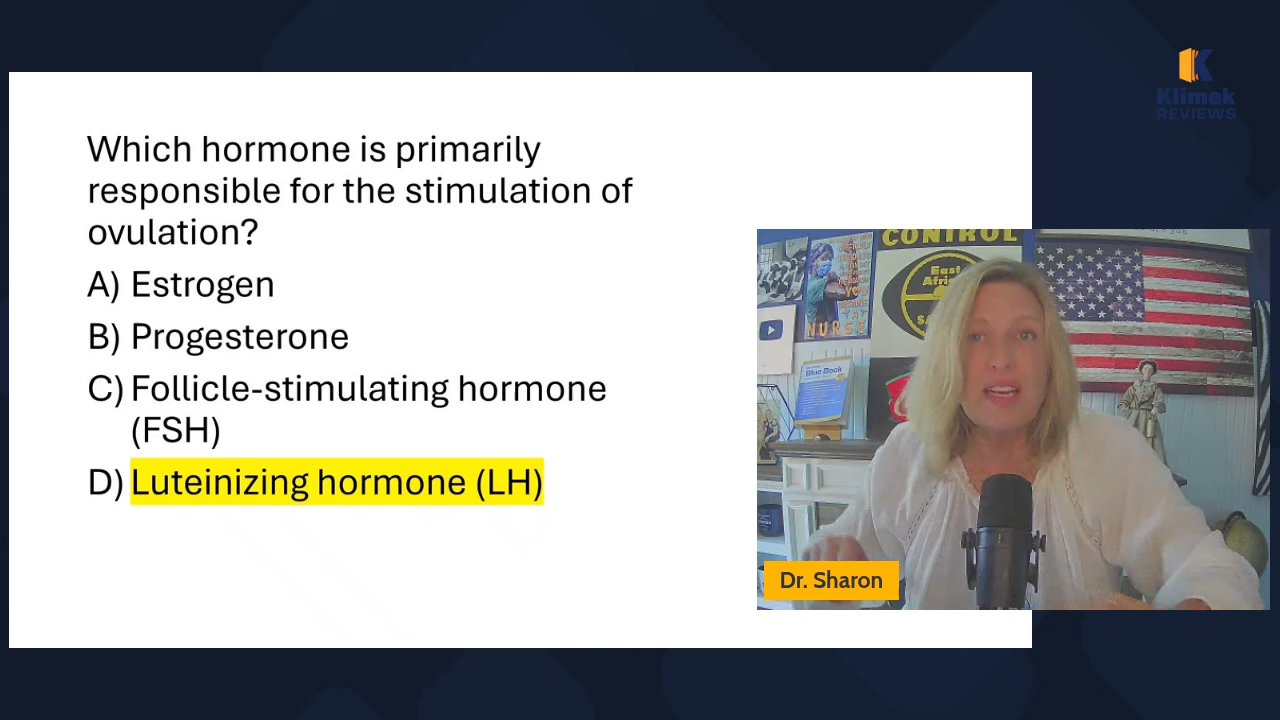 Klimek
REVIEWS
Which hormone is primarily
responsible for the stimulation of
ovulation?
A) Estrogen
B) Progesterone
C) Follicle-stimulating hormone
(FSH)
D) Luteinizing hormone (LH)
CONTROL
East
NURSE
Blue Book
Dr. Sharon